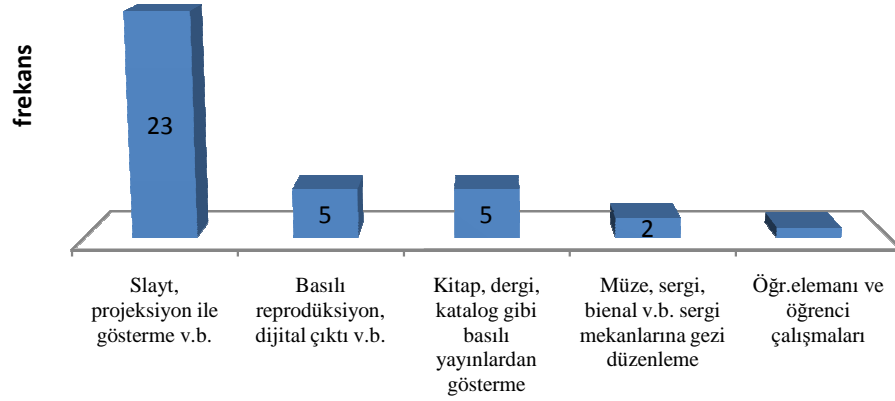 frekans
23
5
5
2
Slayt,
projeksiyon ile
gösterme v.b.
Basılı
reprodüksiyon,
dijital çıktı v.b.
Kitap, dergi,
katalog gibi
basılı
yayınlardan
gösterme
Müze, sergi,
bienal v.b. sergi
mekanlarına gezi
düzenleme
Öğr.elemanı ve
öğrenci
çalışmaları